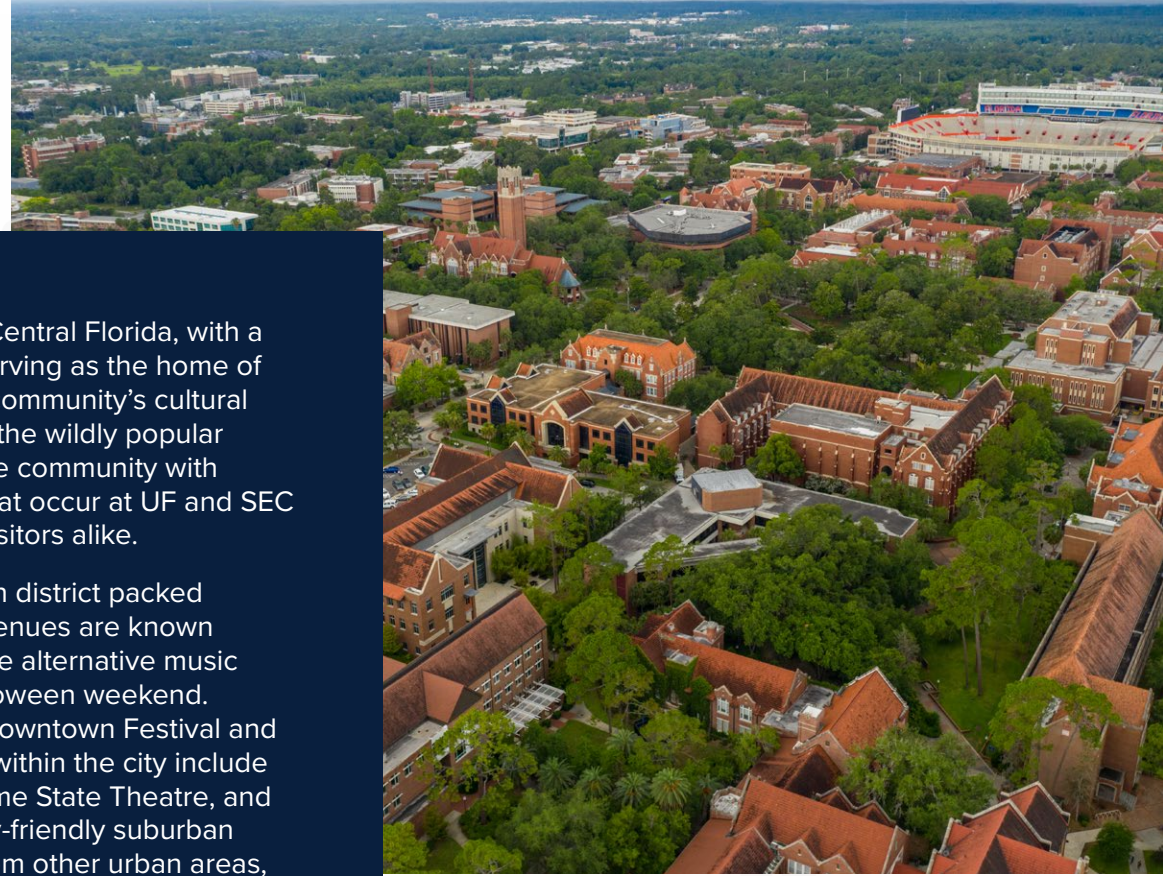 Central Florida, with a
rving as the home of
ommunity’s cultural
the wildly popular
e community with
at occur at UF and SEC
sitors alike.
n district packed
enues are known
e alternative music
oween weekend.
owntown Festival and
within the city include
me State Theatre, and
y-friendly suburban
m other urban areas,